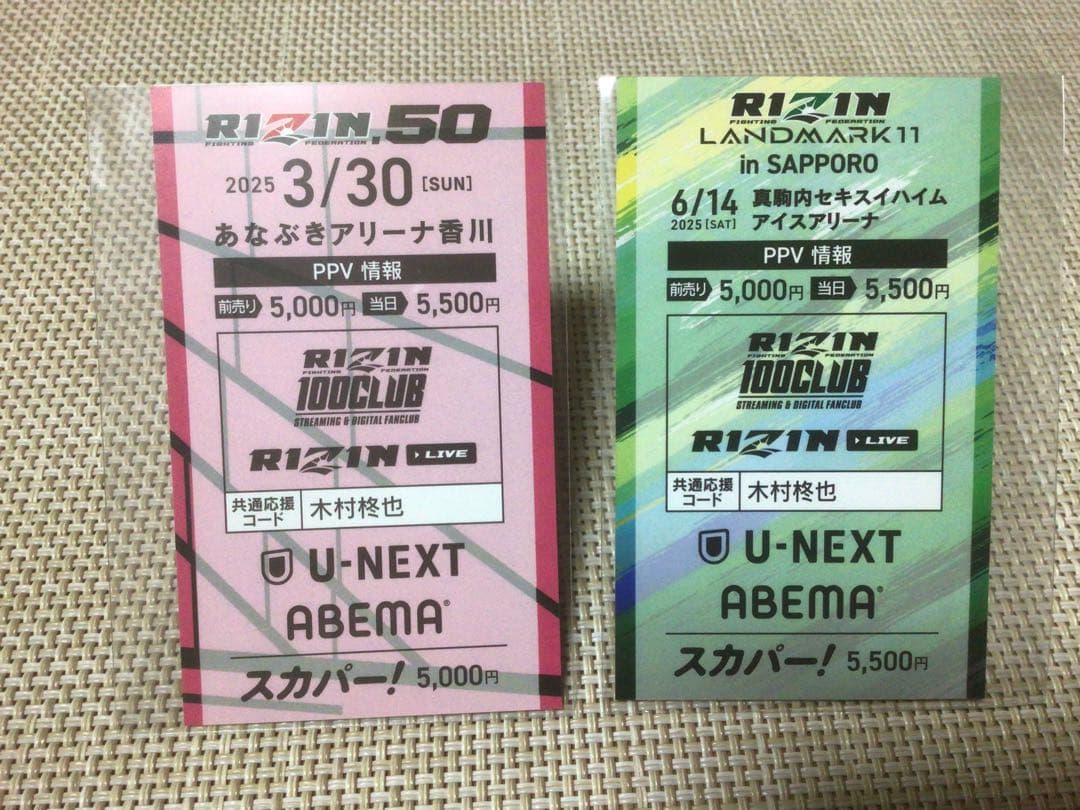 RIZIN.50
FIGHTING FEDERATION
2025 3/30 [SUN]
あなぶきアリーナ香川
PPV 情報
前売り 5,000円 当日 5,500円
RIZIN
FIGHTING FEDERATION
100CLUB
STREAMING & DIGITAL FANCLUB
RIZIN LIVE
共通応援
コード
木村柊也
U-NEXT
ABEMA
スカパー! 5,000円
RIZIN
FIGHTING FEDERATION
LANDMARK 11
in SAPPORO
6/14
2025 [SAT]
真駒内セキスイハイム
アイスアリーナ
PPV 情報
前売り 5,000円 当日 5,500円
RIZIN
FIGHTING FEDERATION
100CLUB
STREAMING & DIGITAL FANCLUB
RIZIN LIVE
共通応援
コード
木村柊也
U-NEXT
ABEMA
スカパー! 5,500円